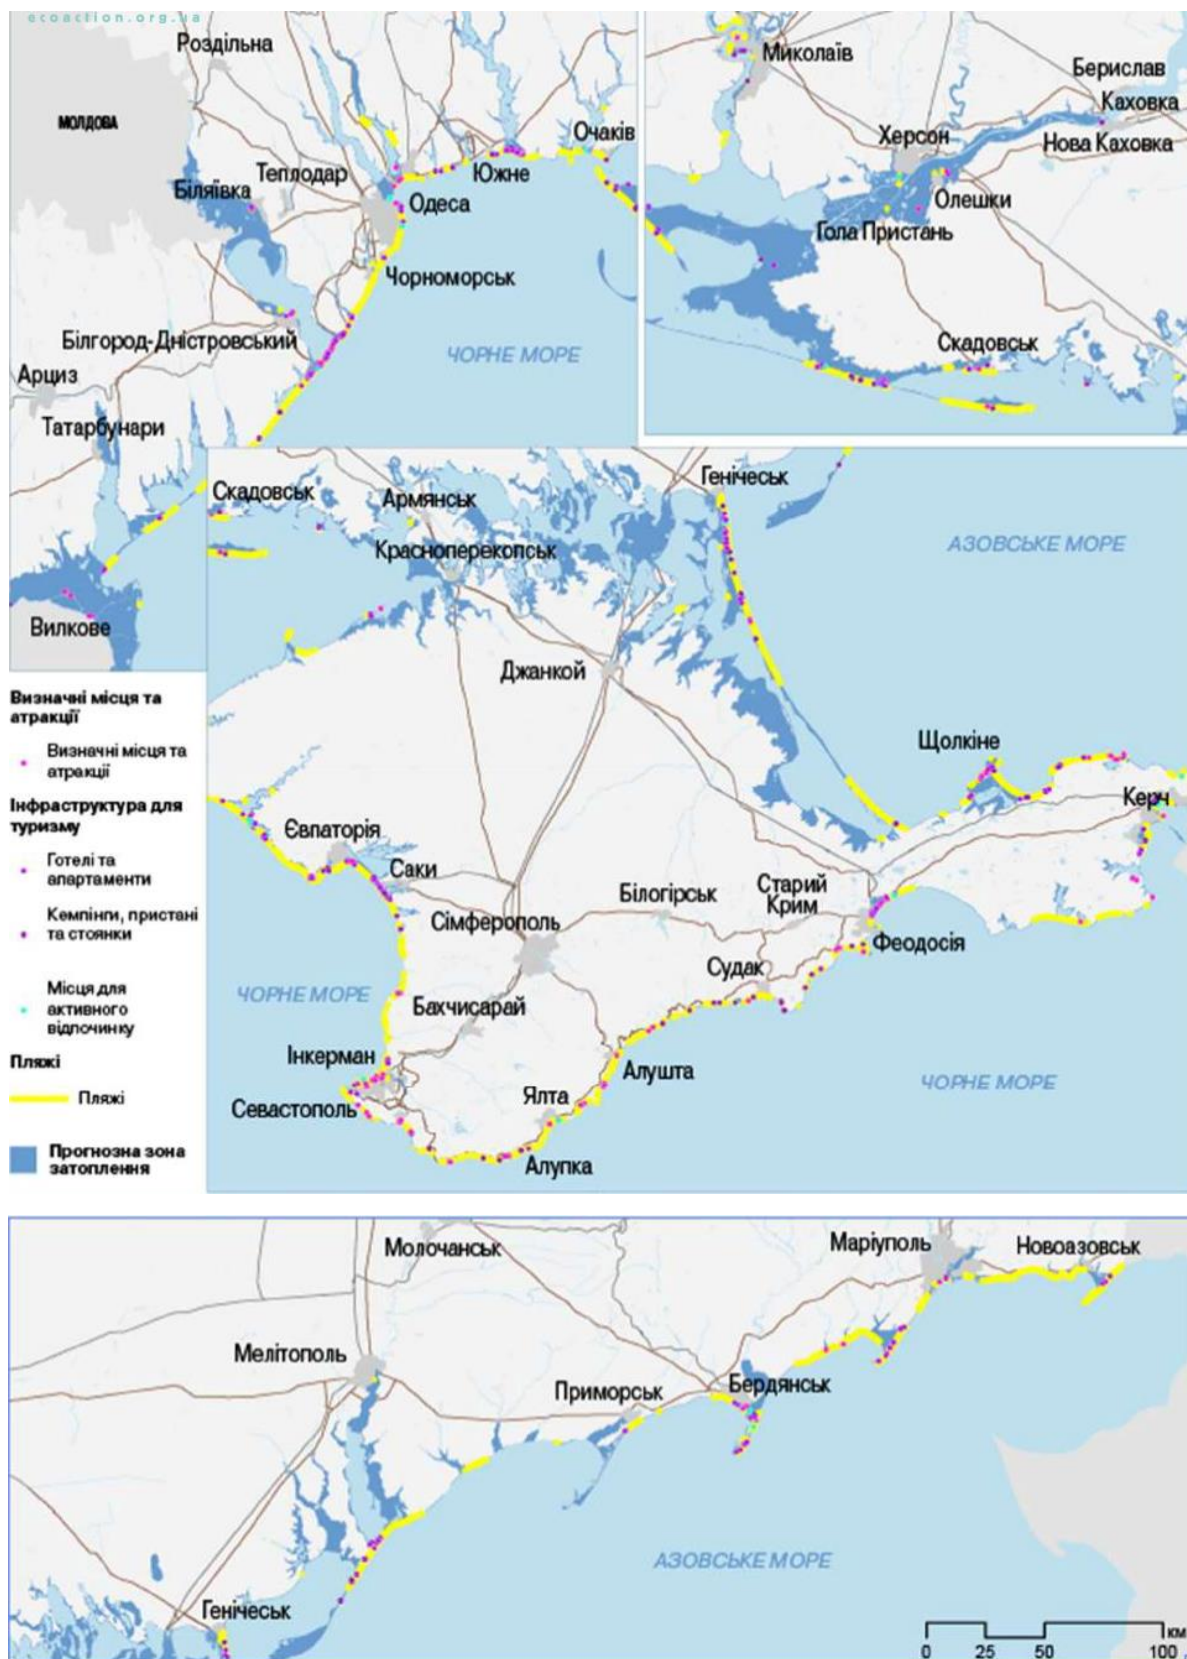 ecoaction.org.ua
Роздільна
МОЛДОВА
Теплодар
Біляївка
Одеса
Южне
Очаків
Чорноморськ
Білгород-Дністровський
ЧОРНЕ МОРЕ
Арциз
Татарбунари
Вилкове
Миколаїв
Берислав
Каховка
Херсон
Нова Каховка
Олешки
Гола Пристань
Скадовськ
Скадовськ
Армянськ
Генічеськ
Красноперекопськ
АЗОВСЬКЕ МОРЕ
Джанкой
Щолкіне
Керч
Євпаторія
Саки
Білогірськ
Старий
Крим
Сімферополь
Феодосія
Судак
ЧОРНЕ МОРЕ
Бахчисарай
Інкерман
Алушта
ЧОРНЕ МОРЕ
Ялта
Севастополь
Алупка
Визначні місця та
атракції
Визначні місця та
атракції
Інфраструктура для
туризму
Готелі та
апартаменти
Кемпінги, пристані
та стоянки
Місця для
активного
відпочинку
Пляжі
Пляжі
Прогнозна зона
затоплення
Молочанськ
Маріуполь
Новоазовськ
Мелітополь
Приморськ
Бердянськ
АЗОВСЬКЕ МОРЕ
Генічеськ
км
0 25 50 100